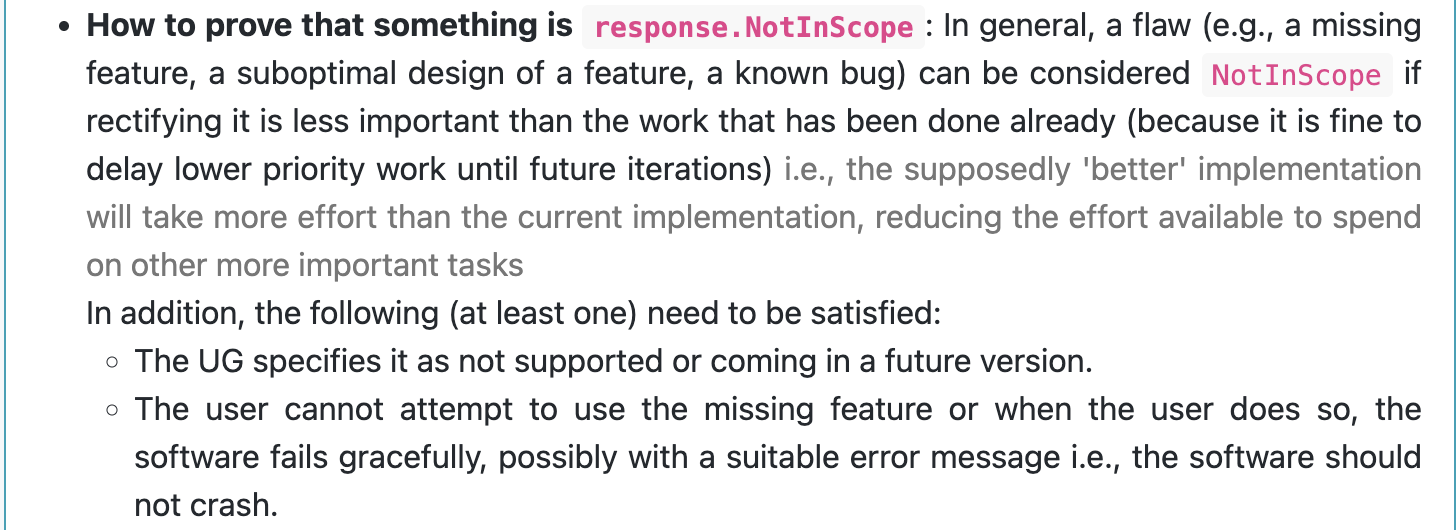 • How to prove that something is response.NotInScope : In general, a flaw (e.g., a missing
feature, a suboptimal design of a feature, a known bug) can be considered NotInScope if
rectifying it is less important than the work that has been done already (because it is fine to
delay lower priority work until future iterations) i.e., the supposedly 'better' implementation
will take more effort than the current implementation, reducing the effort available to spend
on other more important tasks
In addition, the following (at least one) need to be satisfied:
◦ The UG specifies it as not supported or coming in a future version.
◦ The user cannot attempt to use the missing feature or when the user does so, the
software fails gracefully, possibly with a suitable error message i.e., the software should
not crash.